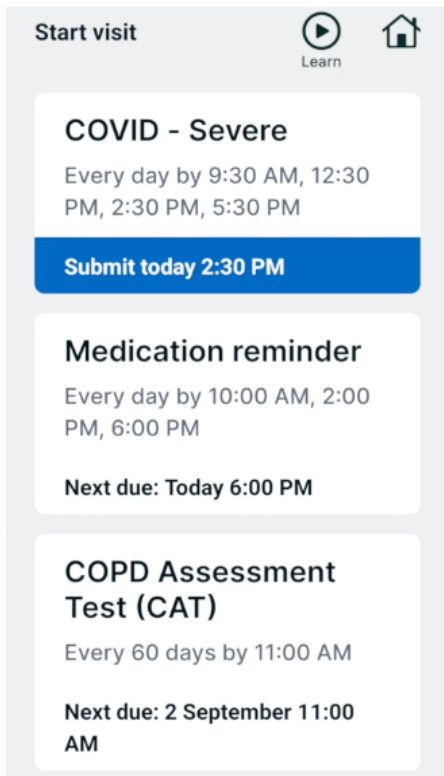 Start visit
Learn
COVID - Severe
Every day by 9:30 AM, 12:30
PM, 2:30 PM, 5:30 PM
Submit today 2:30 PM
Medication reminder
Every day by 10:00 AM, 2:00
PM, 6:00 PM
Next due: Today 6:00 PM
COPD Assessment
Test (CAT)
Every 60 days by 11:00 AM
Next due: 2 September 11:00
AM